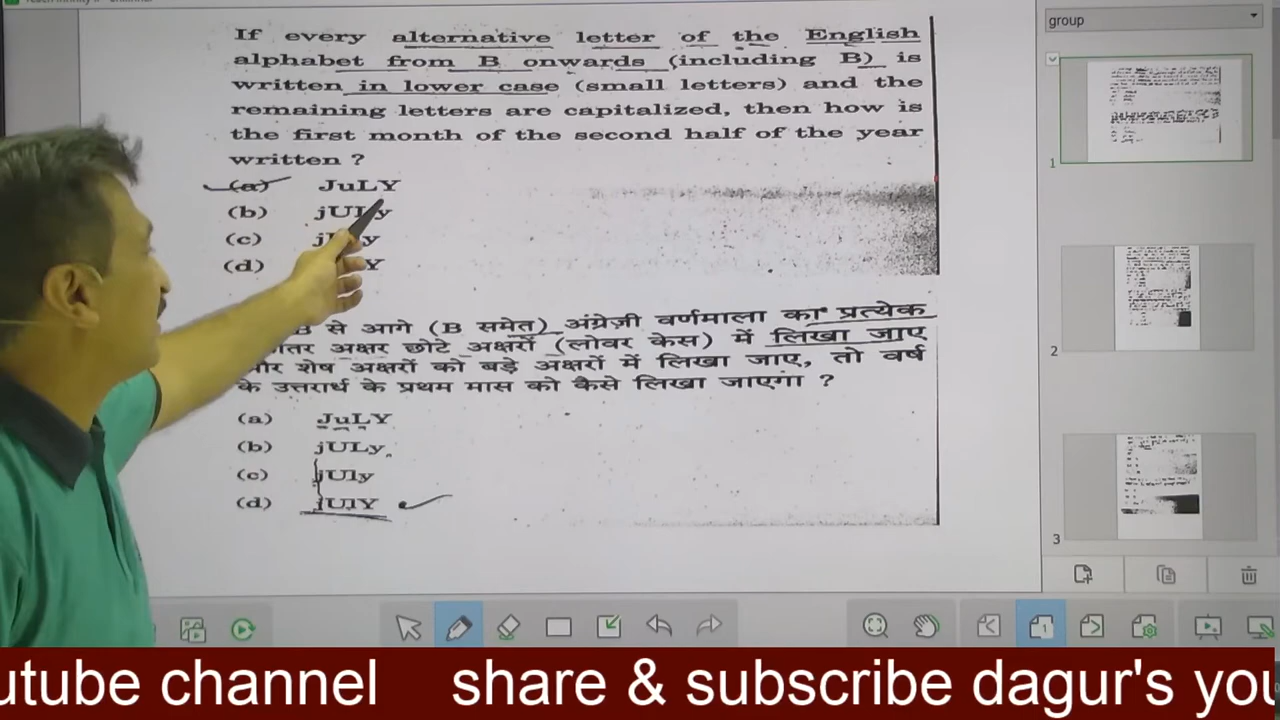 group
If every alternative letter of the English
alphabet from B onwards (including B) is
written in lower case (small letters) and the
remaining letters are capitalized, then how is
the first month of the second half of the year
written ?
(a) JuLY
(b) jULy
(c)
(d)
B से आगे (B समेत) अंग्रेज़ी वर्णमाला का प्रत्येक
अक्षर छोटे अक्षरों (लोवर केस) में लिखा जाए
शेष अक्षरों को बड़े अक्षरों में लिखा जाए, तो वर्ष
के उत्तरार्ध के प्रथम मास को कैसे लिखा जाएगा ?
(a) JuLY
(b) jULy
(c) jUly
(d) jUlY
1
2
3
utube channel share & subscribe dagur's you